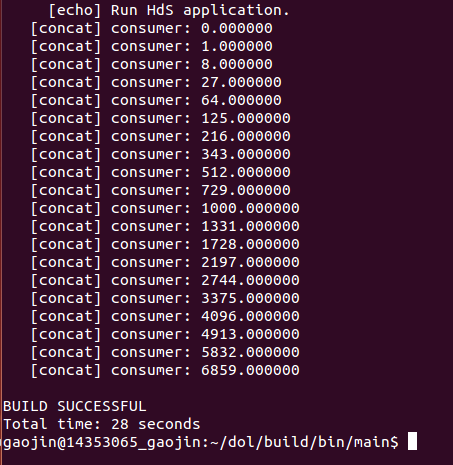 [echo] Run HdS application.
[concat] consumer: 0.000000
[concat] consumer: 1.000000
[concat] consumer: 8.000000
[concat] consumer: 27.000000
[concat] consumer: 64.000000
[concat] consumer: 125.000000
[concat] consumer: 216.000000
[concat] consumer: 343.000000
[concat] consumer: 512.000000
[concat] consumer: 729.000000
[concat] consumer: 1000.000000
[concat] consumer: 1331.000000
[concat] consumer: 1728.000000
[concat] consumer: 2197.000000
[concat] consumer: 2744.000000
[concat] consumer: 3375.000000
[concat] consumer: 4096.000000
[concat] consumer: 4913.000000
[concat] consumer: 5832.000000
[concat] consumer: 6859.000000
BUILD SUCCESSFUL
Total time: 28 seconds
gaojin@14353065_gaojin:~/dol/build/bin/main$